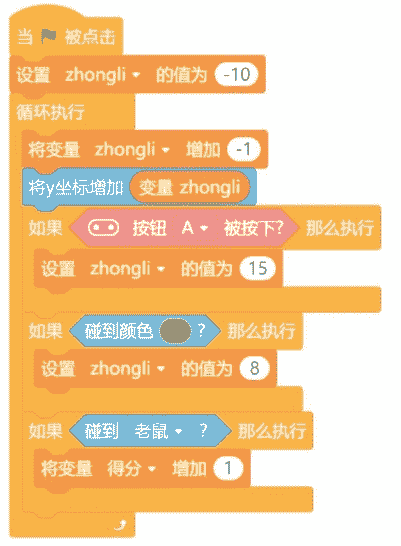 当 被点击
设置 zhongli 的值为 -10
循环执行
将变量 zhongli 增加 -1
将y坐标增加 变量 zhongli
如果 按钮 A 被按下? 那么执行
设置 zhongli 的值为 15
如果 碰到颜色 ? 那么执行
设置 zhongli 的值为 8
如果 碰到 老鼠 ? 那么执行
将变量 得分 增加 1